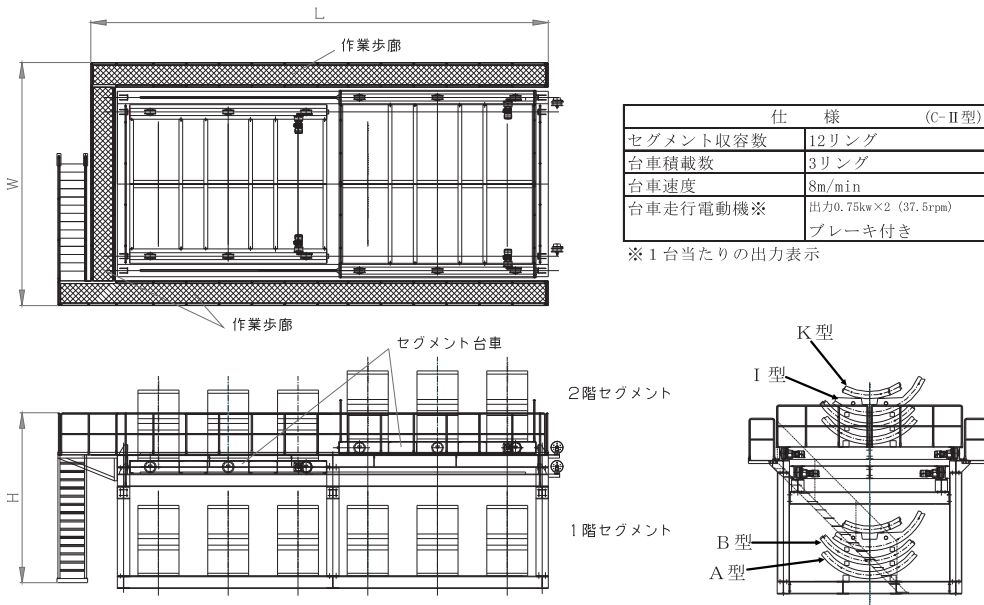 L
作業歩廊
W
作業歩廊
仕 様 (C-Ⅱ型)
セグメント収容数 12リング
台車積載数 3リング
台車速度 8m/min
台車走行電動機※ 出力0.75kw×2 (37.5rpm)
ブレーキ付き
※1台当たりの出力表示
セグメント台車
2階セグメント
H
1階セグメント
K型
I型
B型
A型